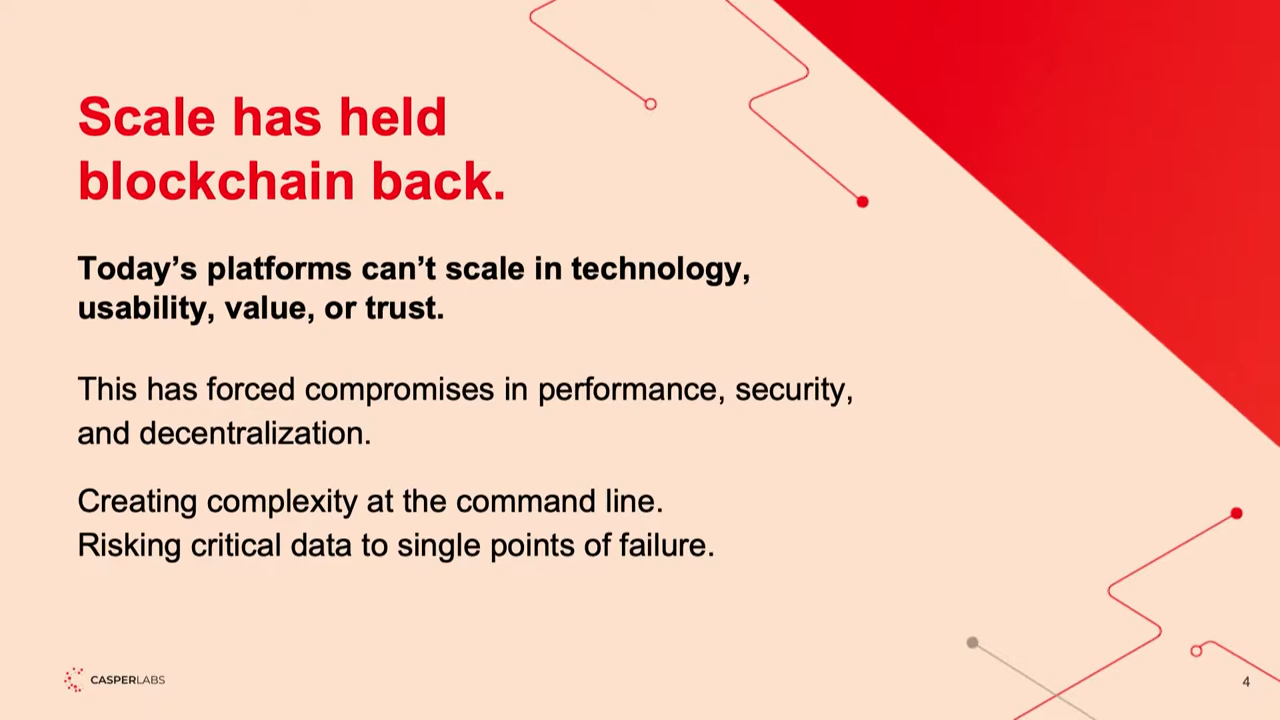 Scale has held
blockchain back.
Today’s platforms can’t scale in technology,
usability, value, or trust.
This has forced compromises in performance, security,
and decentralization.
Creating complexity at the command line.
Risking critical data to single points of failure.
CASPERLABS
4